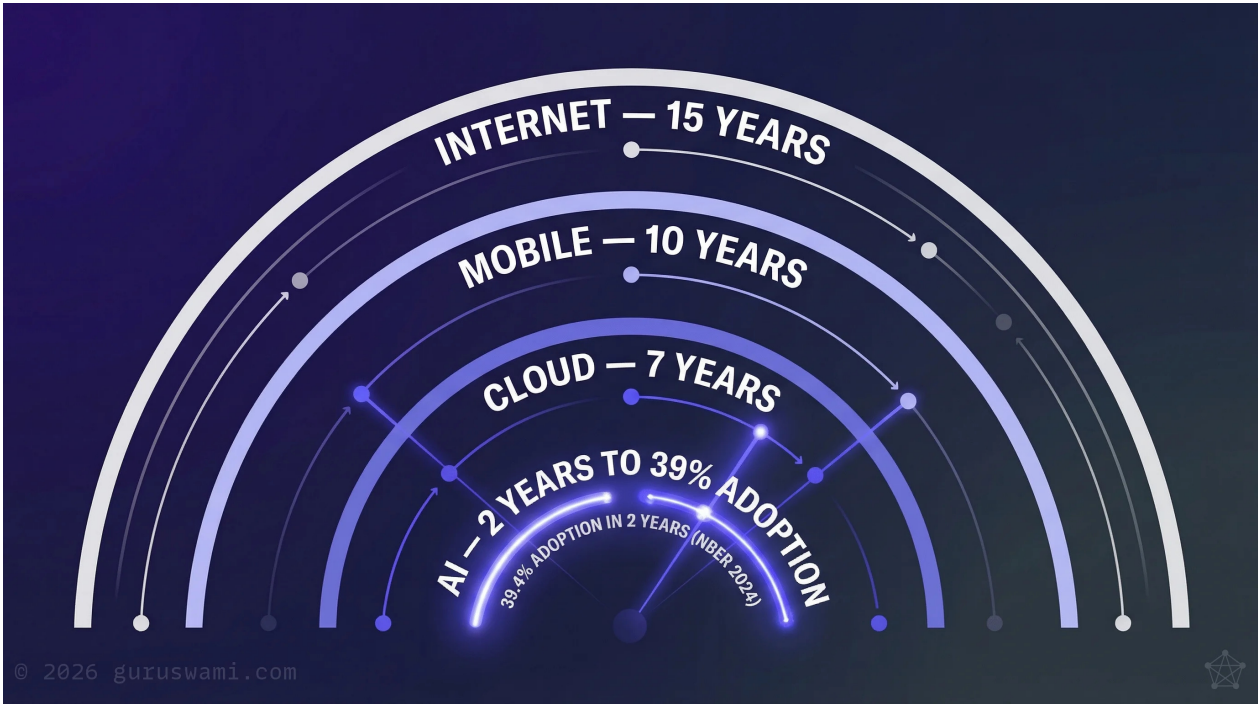 INTERNET — 15 YEARS
MOBILE — 10 YEARS
CLOUD — 7 YEARS
AI — 2 YEARS TO 39% ADOPTION
39.4% ADOPTION IN 2 YEARS (NBER 2024)
© 2026 guruswami.com